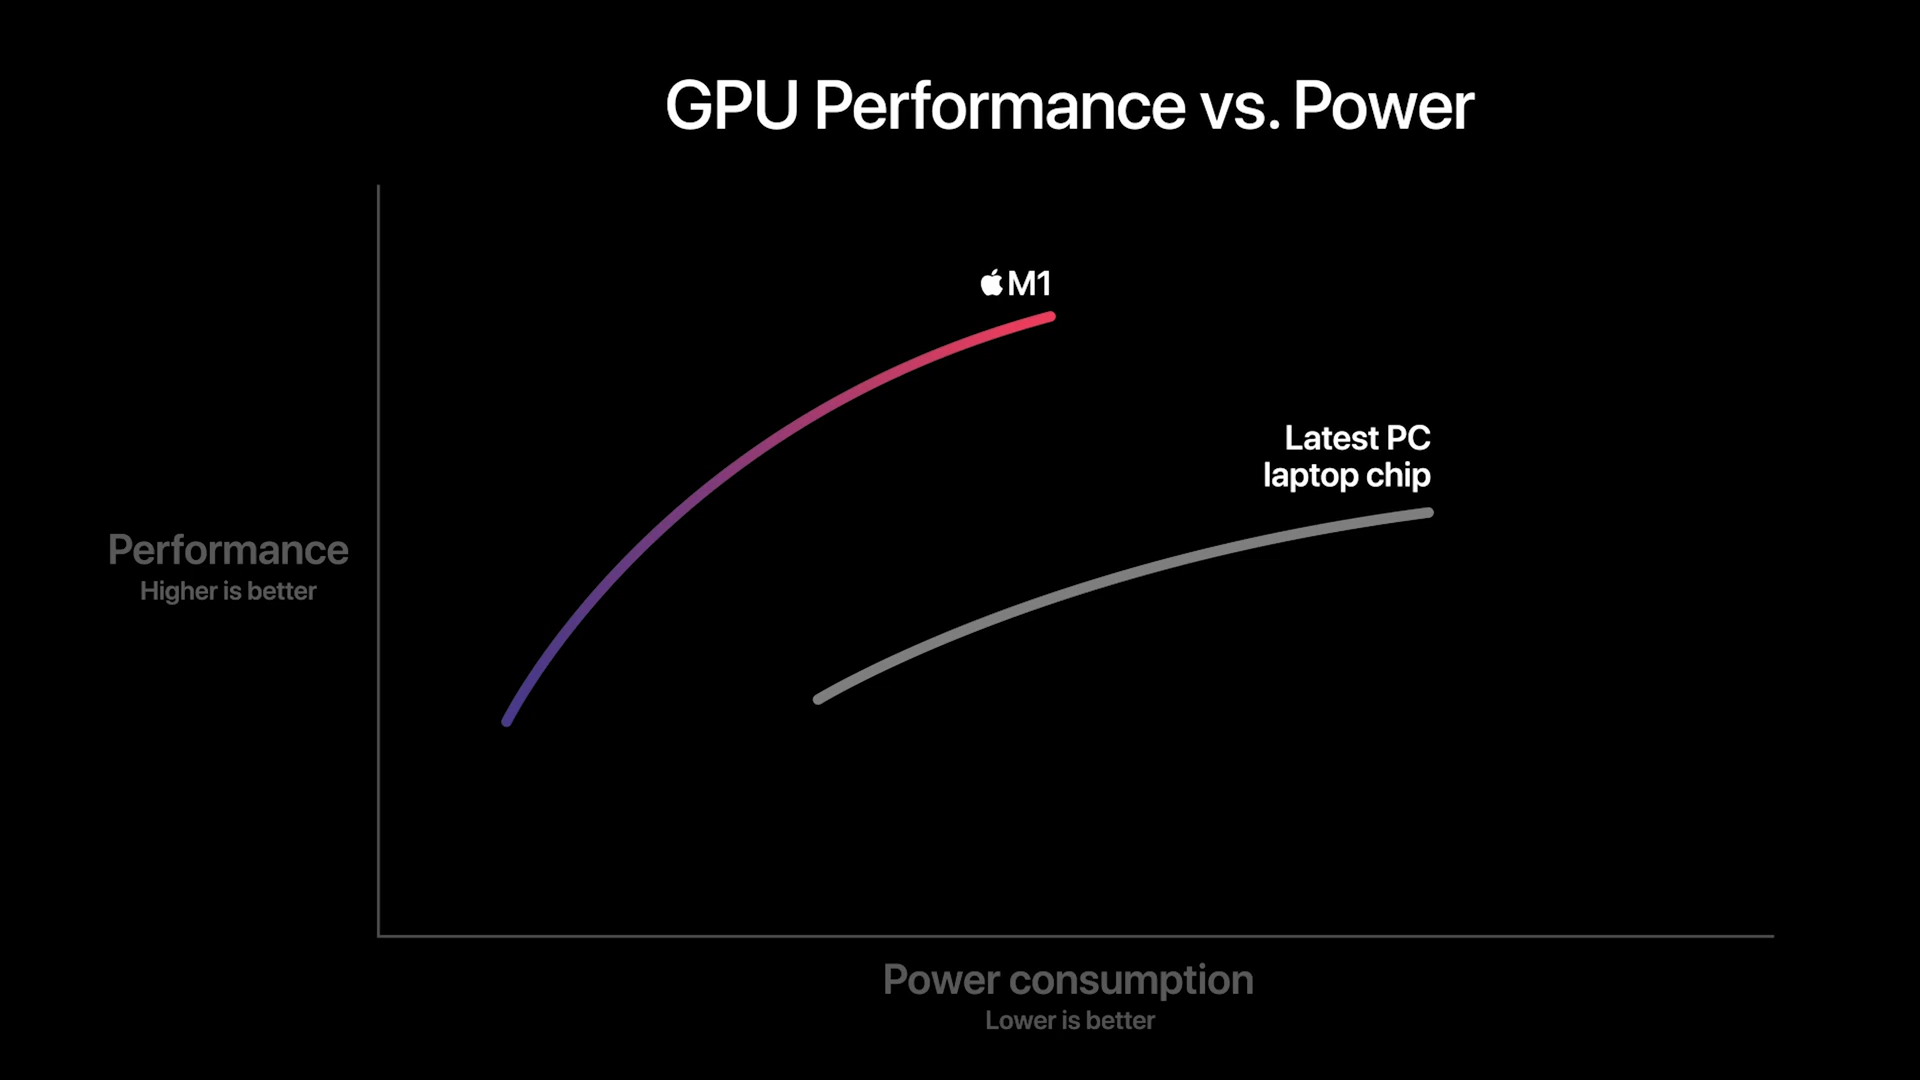 GPU Performance vs. Power
M1
Latest PC
laptop chip
Performance
Higher is better
Power consumption
Lower is better